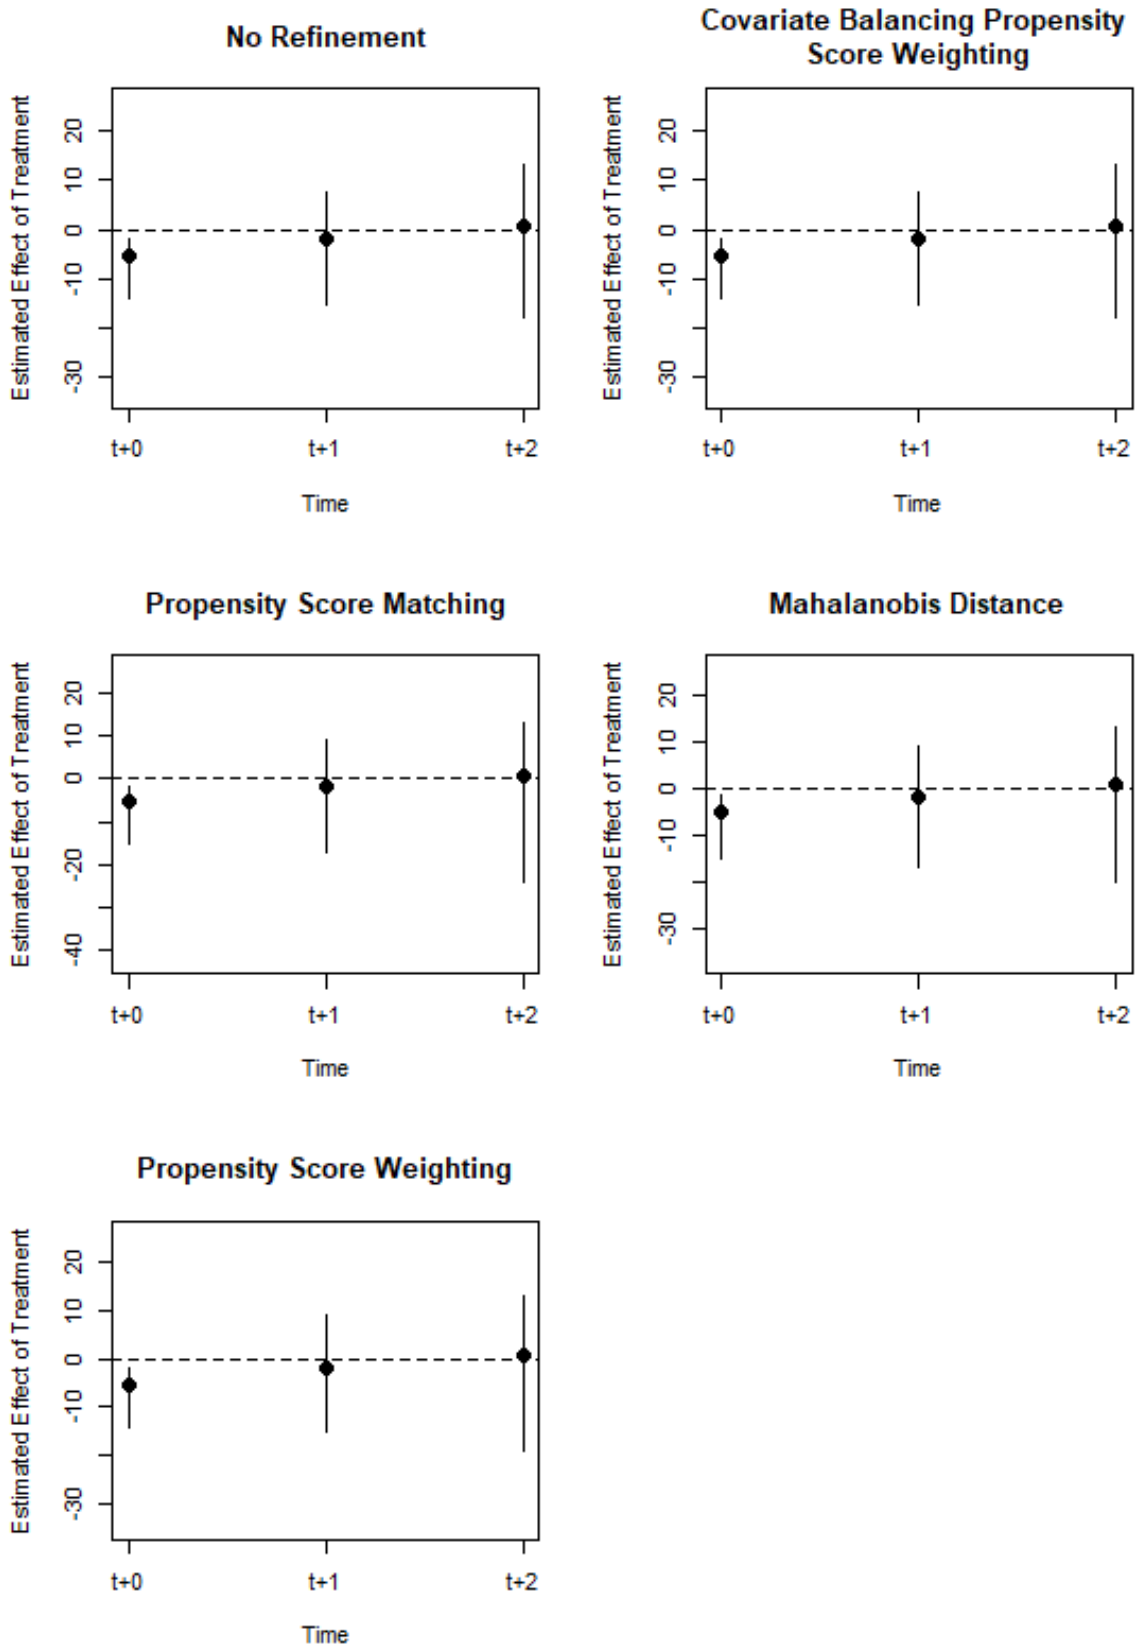 No Refinement
Estimated Effect of Treatment
20
10
0
-10
-30
t+0 t+1 t+2
Time
Covariate Balancing Propensity
Score Weighting
Estimated Effect of Treatment
20
10
0
-10
-30
t+0 t+1 t+2
Time
Propensity Score Matching
Estimated Effect of Treatment
20
10
0
-20
-40
t+0 t+1 t+2
Time
Mahalanobis Distance
Estimated Effect of Treatment
20
10
0
-10
-30
t+0 t+1 t+2
Time
Propensity Score Weighting
Estimated Effect of Treatment
20
10
0
-10
-30
t+0 t+1 t+2
Time